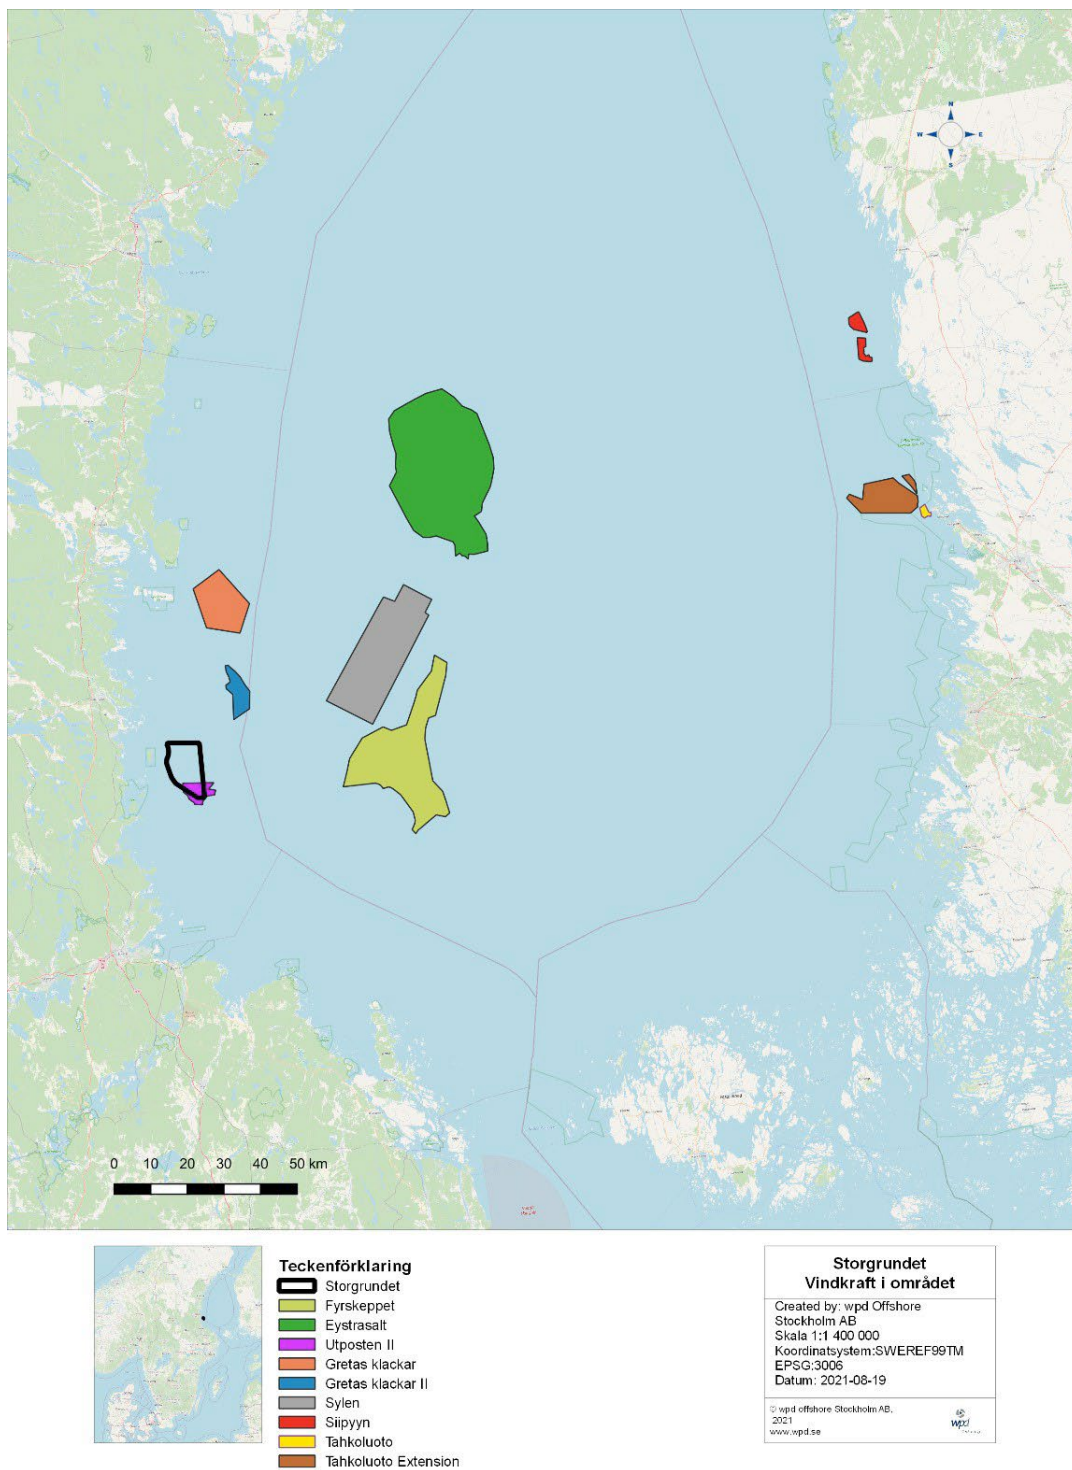 N
W E
S
0 10 20 30 40 50 km
Teckenförklaring
Storgrundet
Fyrskeppet
Eystrasalt
Utposten II
Gretas klackar
Gretas klackar II
Sylen
Siipyyn
Tahkoluoto
Tahkoluoto Extension
Storgrundet
Vindkraft i området
Created by: wpd Offshore
Stockholm AB
Skala 1:1 400 000
Koordinatsystem:SWEREF99TM
EPSG:3006
Datum: 2021-08-19
© wpd offshore Stockholm AB,
2021
www.wpd.se
wpd